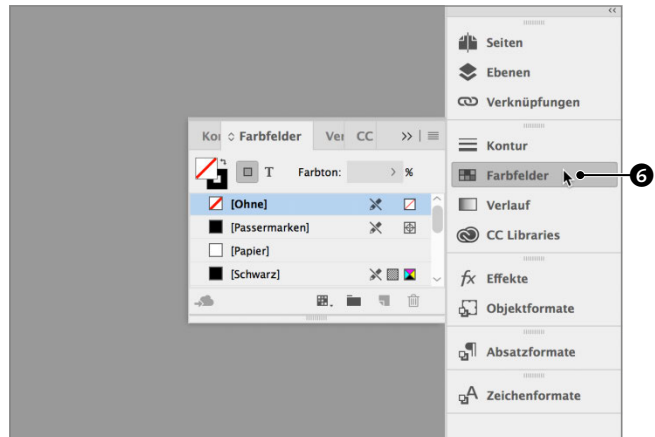 Seiten
Ebenen
Verknüpfungen
Kontur
Farbfelder
Verlauf
CC Libraries
Effekte
Objektformate
Absatzformate
Zeichenformate
6
Kon Farbfelder Ver CC
T Farbton: %
[Ohne]
[Passermarken]
[Papier]
[Schwarz]